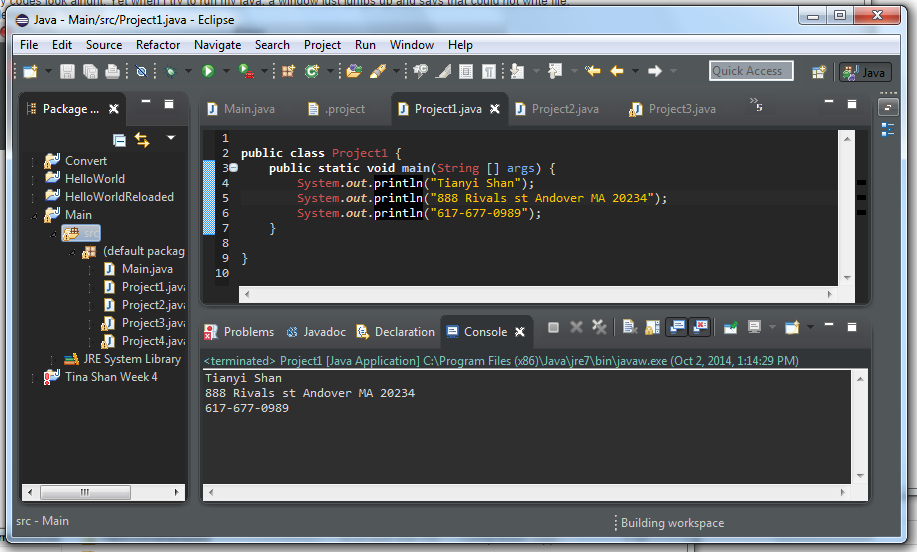 y codes look alright. Yet when I try to run my java, a window just jumps up and says that could not write file.
Java - Main/src/Project1.java - Eclipse
File Edit Source Refactor Navigate Search Project Run Window Help
Quick Access Java
Package ... Main.java .project Project1.java Project2.java Project3.java »5
Convert
HelloWorld
HelloWorldReloaded
Main
src
(default packag
Main.java
Project1.java
Project2.java
Project3.java
Project4.java
JRE System Library
Tina Shan Week 4
1
2 public class Project1 {
3 public static void main(String [] args) {
4 System.out.println("Tianyi Shan");
5 System.out.println("888 Rivals st Andover MA 20234");
6 System.out.println("617-677-0989");
7 }
8
9 }
10
Problems Javadoc Declaration Console
<terminated> Project1 [Java Application] C:\Program Files (x86)\Java\jre7\bin\javaw.exe (Oct 2, 2014, 1:14:29 PM)
Tianyi Shan
888 Rivals st Andover MA 20234
617-677-0989
src - Main Building workspace